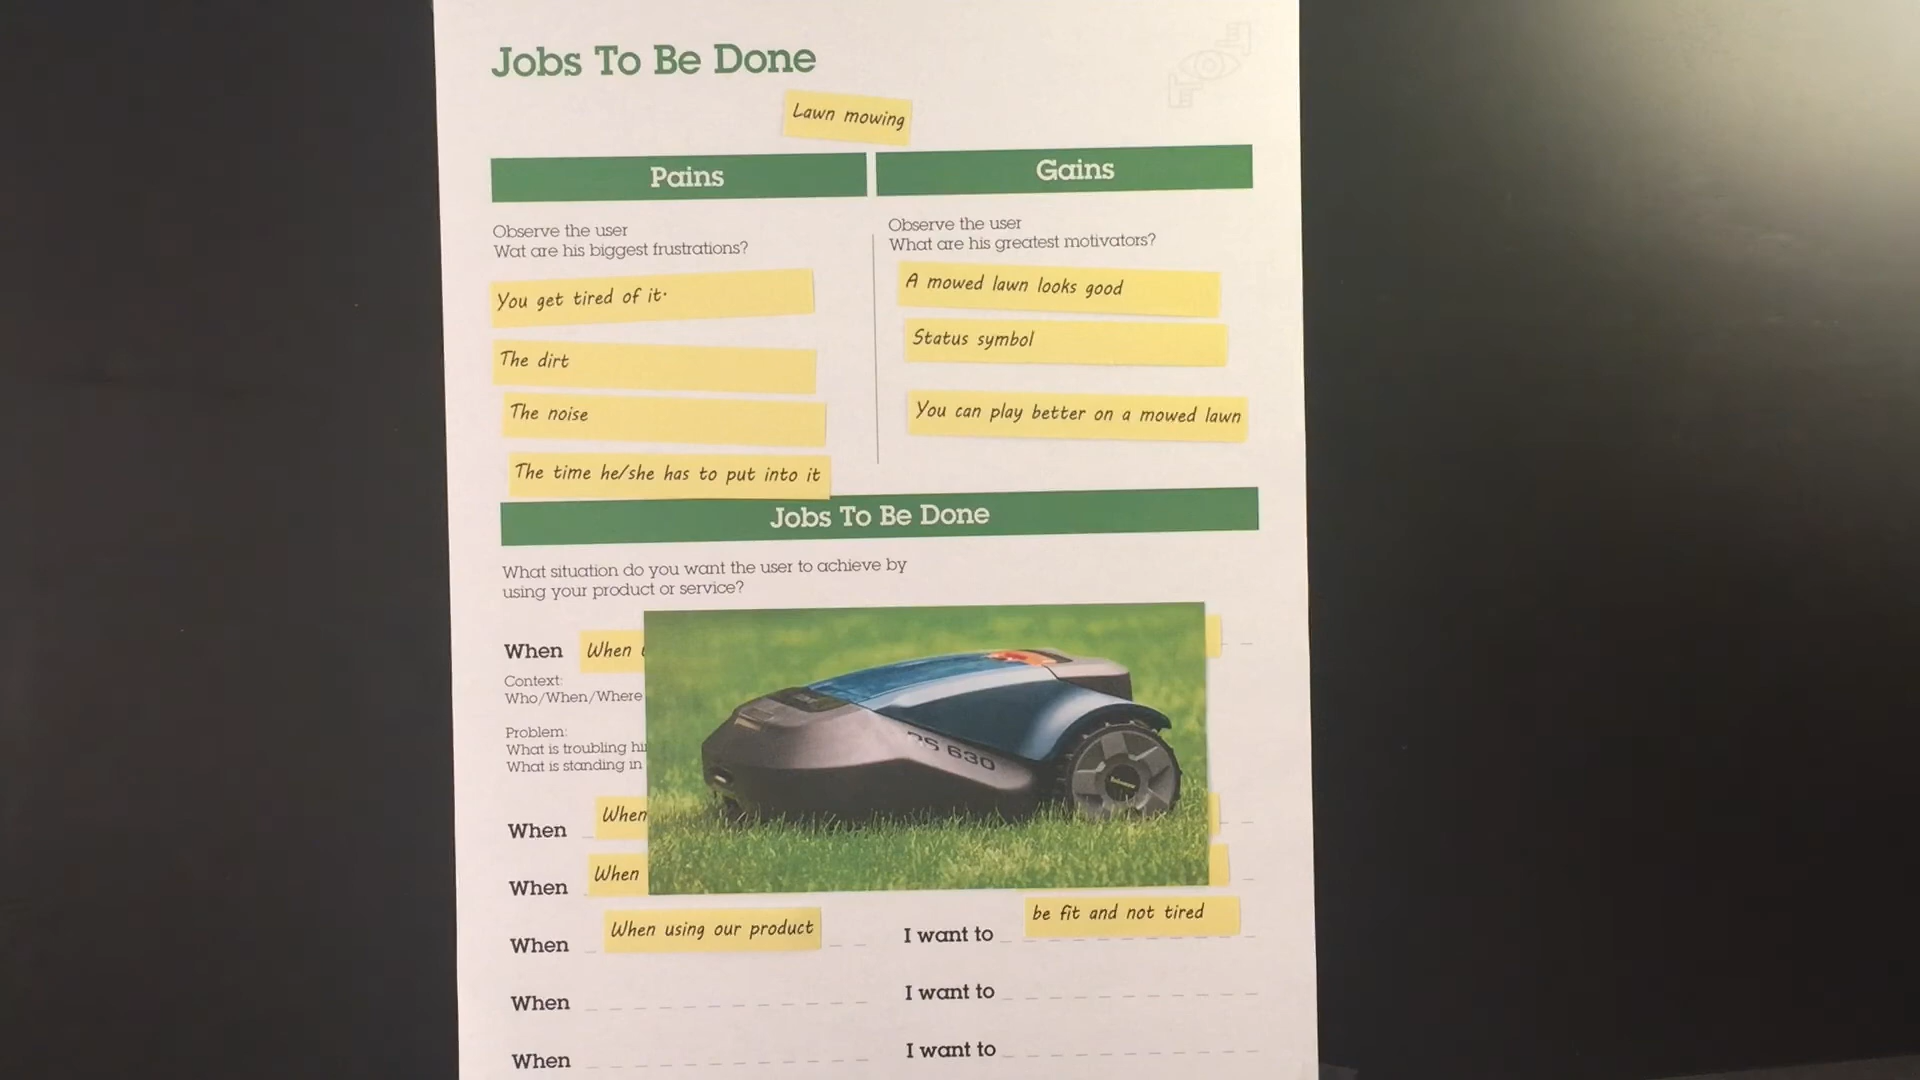 Jobs To Be Done
Lawn mowing
Pains
Gains
Observe the user
Wat are his biggest frustrations?
You get tired of it.
The dirt
The noise
The time he/she has to put into it
Observe the user
What are his greatest motivators?
A mowed lawn looks good
Status symbol
You can play better on a mowed lawn
Jobs To Be Done
What situation do you want the user to achieve by
using your product or service?
When When
Context:
Who/When/Where
Problem:
What is troubling
What is standing in
630
When When
When When
When When using our product I want to be fit and not tired
When I want to
When I want to